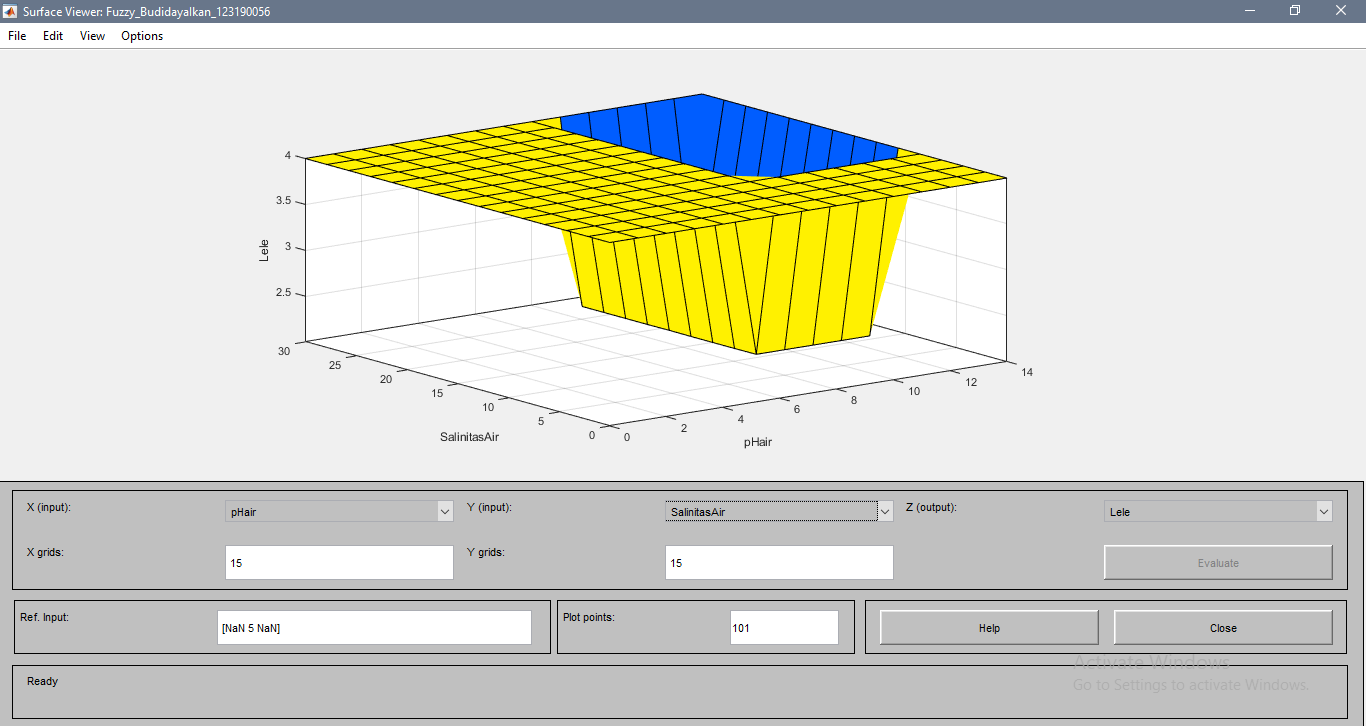 Surface Viewer: Fuzzy_BudidayaIkan_123190056
File Edit View Options
4
3.5
3
2.5
Lele
30
25
20
15
10
5
0
SalinitasAir
0
2
4
6
8
10
12
14
pHair
X (input): pHair Y (input): SalinitasAir Z (output): Lele
X grids: 15 Y grids: 15 Evaluate
Ref. Input: [NaN 5 NaN] Plot points: 101 Help Close
Activate Windows
Go to Settings to activate Windows.
Ready